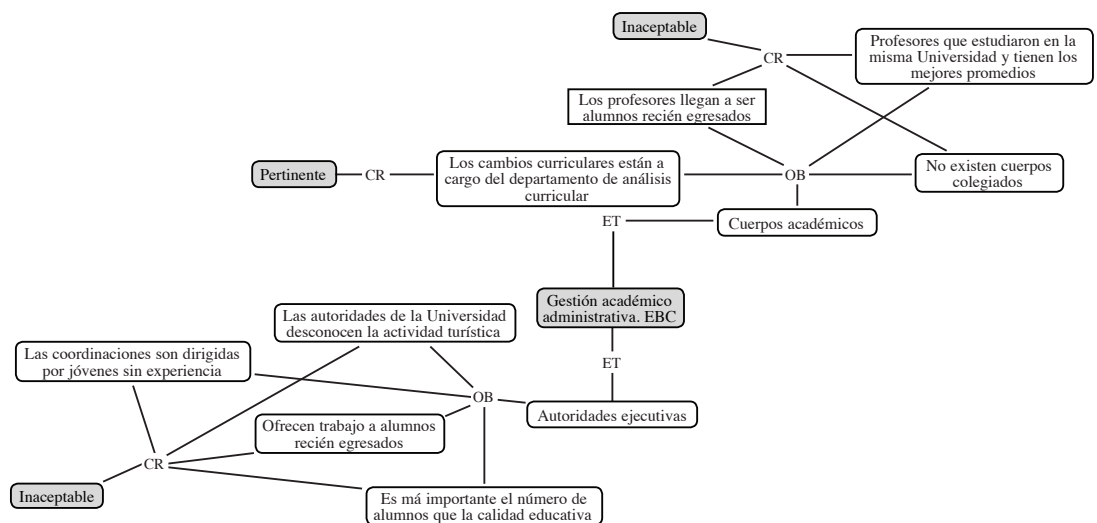 Inaceptable
CR
Profesores que estudiaron en la
misma Universidad y tienen los
mejores promedios
Los profesores llegan a ser
alumnos recién egresados
Pertinente
CR
Los cambios curriculares están a
cargo del departamento de análisis
curricular
OB
No existen cuerpos
colegiados
ET
Cuerpos académicos
Gestión académico
administrativa. EBC
Las autoridades de la Universidad
desconocen la actividad turística
Las coordinaciones son dirigidas
por jóvenes sin experiencia
ET
OB
Autoridades ejecutivas
Ofrecen trabajo a alumnos
recién egresados
CR
Inaceptable
Es má importante el número de
alumnos que la calidad educativa